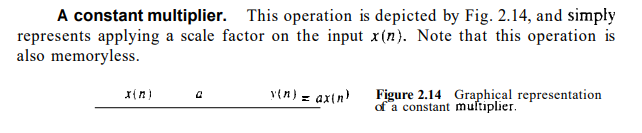 A constant multiplier. This operation is depicted by Fig. 2.14, and simply
represents applying a scale factor on the input x(n). Note that this operation is
also memoryless.
x(n) a y(n) = ax(n) Figure 2.14 Graphical representation
of a constant multiplier.